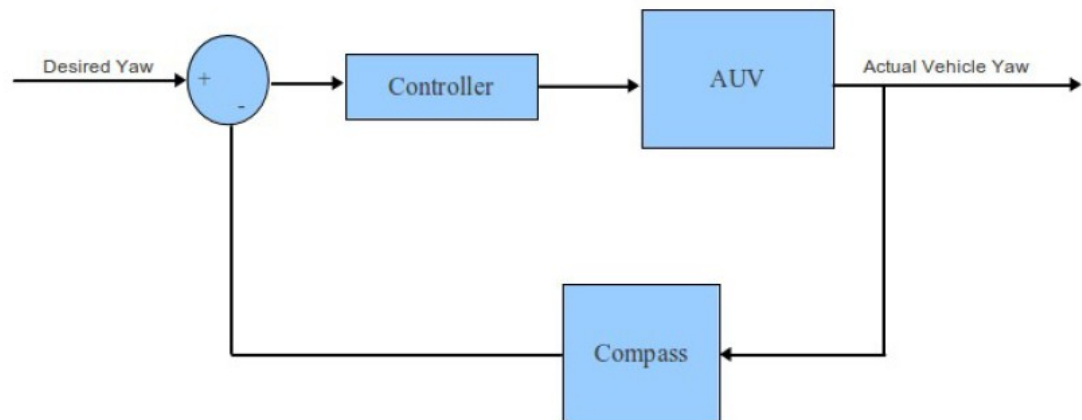 Desired Yaw
+
-
Controller
AUV
Actual Vehicle Yaw
Compass